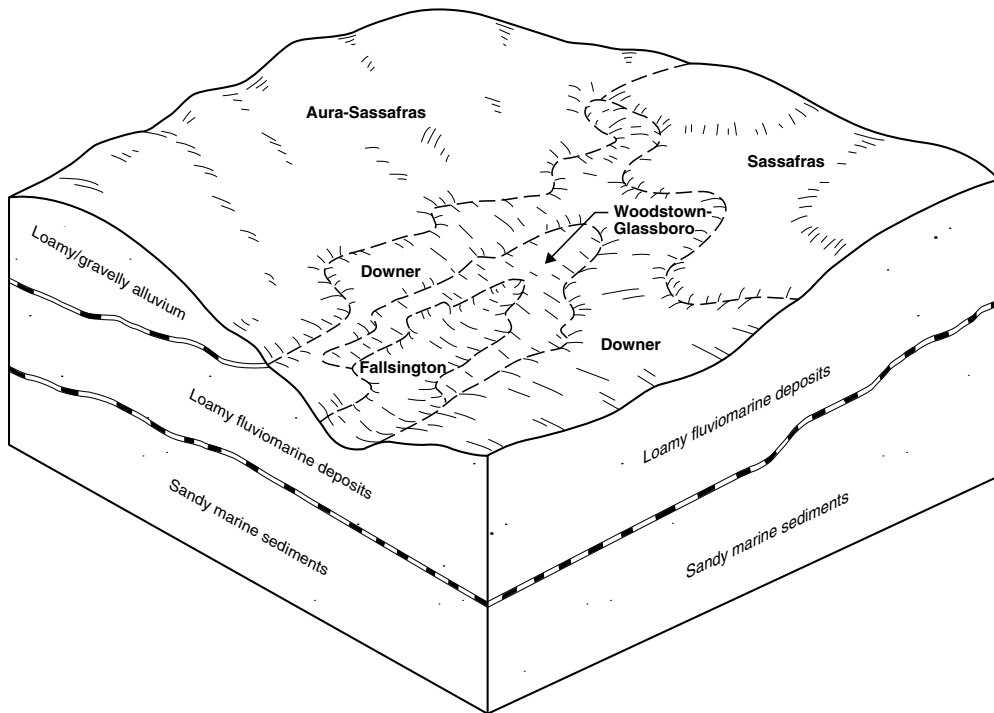 Aura-Sassafras
Sassafras
Woodstown-
Glassboro
Downer
Downer
Fallsington
Loamy/gravelly alluvium
Loamy fluviomarine deposits
Sandy marine sediments
Loamy fluviomarine deposits
Sandy marine sediments